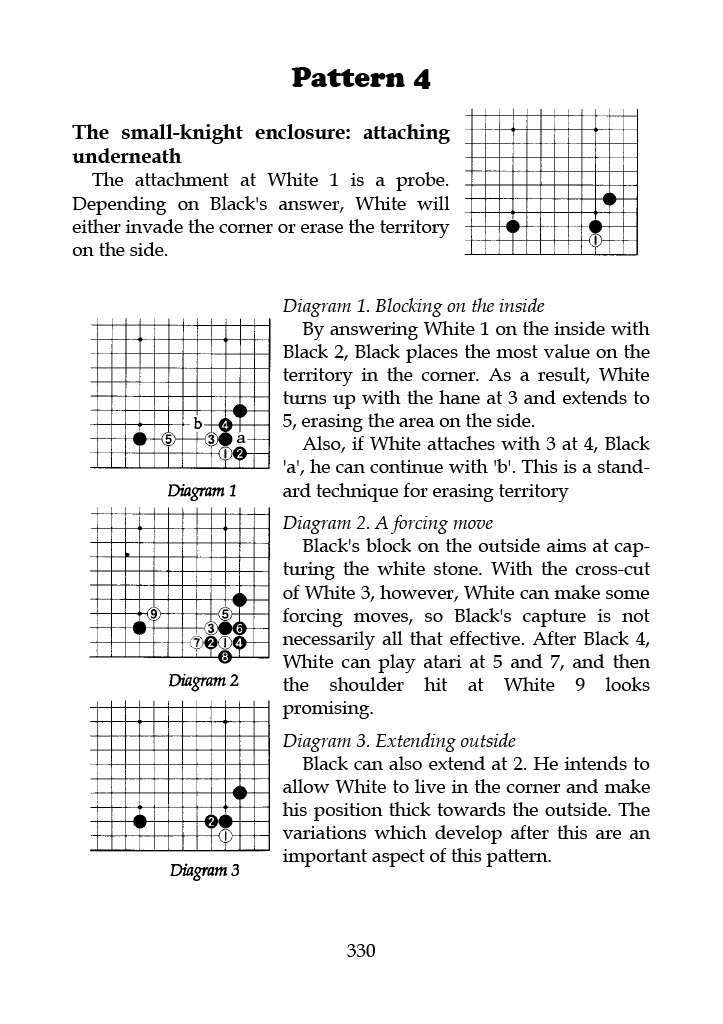 Pattern 4
The small-knight enclosure: attaching
underneath
The attachment at White 1 is a probe.
Depending on Black's answer, White will
either invade the corner or erase the territory
on the side.
1
Diagram 1. Blocking on the inside
By answering White 1 on the inside with
Black 2, Black places the most value on the
territory in the corner. As a result, White
turns up with the hane at 3 and extends to
5, erasing the area on the side.
Also, if White attaches with 3 at 4, Black
'a', he can continue with 'b'. This is a stand-
ard technique for erasing territory
b 4
5 3 a
1 2
Diagram 1
Diagram 2. A forcing move
Black's block on the outside aims at cap-
turing the white stone. With the cross-cut
of White 3, however, White can make some
forcing moves, so Black's capture is not
necessarily all that effective. After Black 4,
White can play atari at 5 and 7, and then
the shoulder hit at White 9 looks
promising.
9 5
3 6
7 2 1 4
8
Diagram 2
Diagram 3. Extending outside
Black can also extend at 2. He intends to
allow White to live in the corner and make
his position thick towards the outside. The
variations which develop after this are an
important aspect of this pattern.
2
1
Diagram 3
330